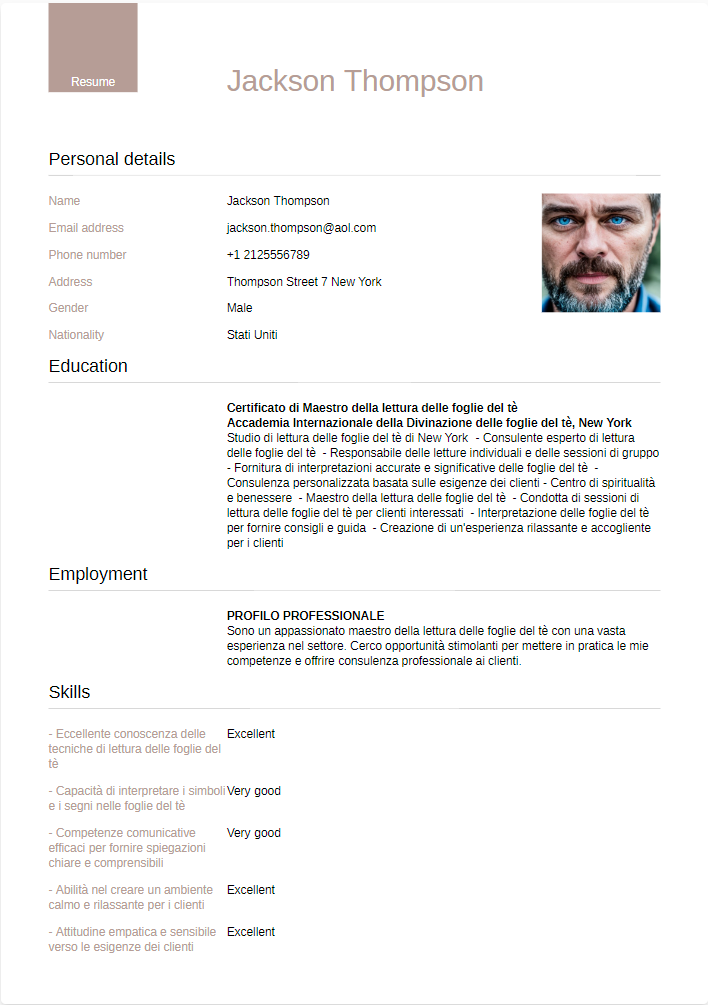 Resume
Jackson Thompson
Personal details
Name Jackson Thompson
Email address jackson.thompson@aol.com
Phone number +1 2125556789
Address Thompson Street 7 New York
Gender Male
Nationality Stati Uniti
Education
Certificato di Maestro della lettura delle foglie del tè
Accademia Internazionale della Divinazione delle foglie del tè, New York
Studio di lettura delle foglie del tè di New York - Consulente esperto di lettura
delle foglie del tè - Responsabile delle letture individuali e delle sessioni di gruppo
- Fornitura di interpretazioni accurate e significative delle foglie del tè -
Consulenza personalizzata basata sulle esigenze dei clienti - Centro di spiritualità
e benessere - Maestro della lettura delle foglie del tè - Condotta di sessioni di
lettura delle foglie del tè per clienti interessati - Interpretazione delle foglie del tè
per fornire consigli e guida - Creazione di un'esperienza rilassante e accogliente
per i clienti
Employment
PROFILO PROFESSIONALE
Sono un appassionato maestro della lettura delle foglie del tè con una vasta
esperienza nel settore. Cerco opportunità stimolanti per mettere in pratica le mie
competenze e offrire consulenza professionale ai clienti.
Skills
- Eccellente conoscenza delle Excellent
tecniche di lettura delle foglie del
tè
- Capacità di interpretare i simboli Very good
e i segni nelle foglie del tè
- Competenze comunicative Very good
efficaci per fornire spiegazioni
chiare e comprensibili
- Abilità nel creare un ambiente Excellent
calmo e rilassante per i clienti
- Attitudine empatica e sensibile Excellent
verso le esigenze dei clienti